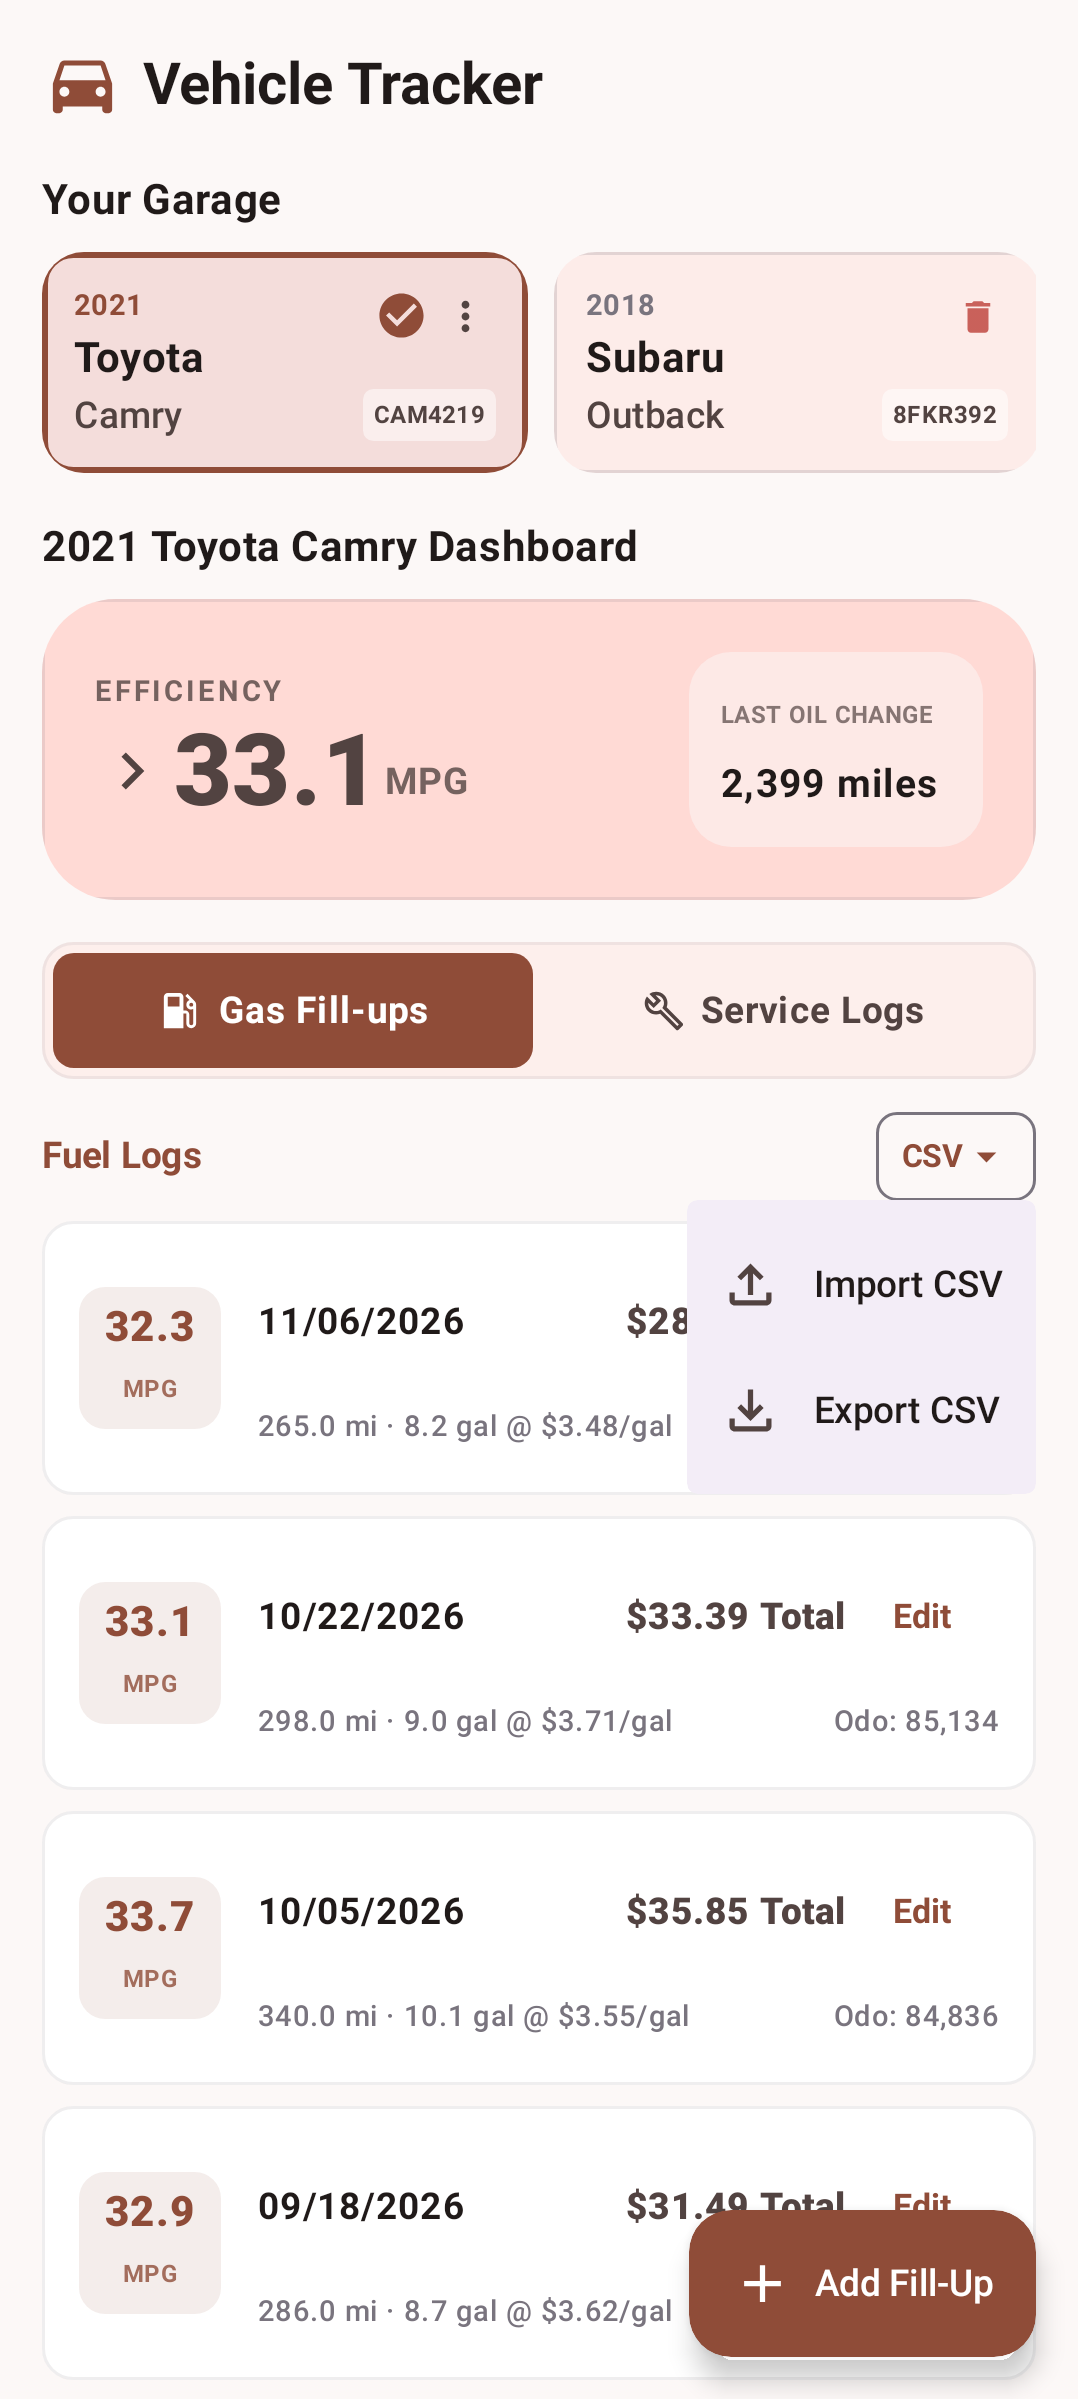 Vehicle Tracker
Your Garage
2021
Toyota
Camry
CAM4219
2018
Subaru
Outback
8FKR392
2021 Toyota Camry Dashboard
EFFICIENCY
33.1 MPG
LAST OIL CHANGE
2,399 miles
Gas Fill-ups
Service Logs
Fuel Logs
CSV
Import CSV
Export CSV
32.3
MPG
11/06/2026
$28
265.0 mi · 8.2 gal @ $3.48/gal
33.1
MPG
10/22/2026
$33.39 Total
Edit
298.0 mi · 9.0 gal @ $3.71/gal
Odo: 85,134
33.7
MPG
10/05/2026
$35.85 Total
Edit
340.0 mi · 10.1 gal @ $3.55/gal
Odo: 84,836
32.9
MPG
09/18/2026
$31.49 Total
Edit
286.0 mi · 8.7 gal @ $3.62/gal
Add Fill-Up